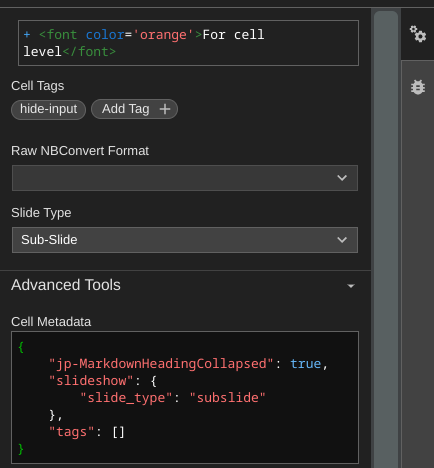 + <font color='orange'>For cell
level</font>
Cell Tags
hide-input
Add Tag +
Raw NBConvert Format
Slide Type
Sub-Slide
Advanced Tools
Cell Metadata
{
    "jp-MarkdownHeadingCollapsed": true,
    "slideshow": {
        "slide_type": "subslide"
    },
    "tags": []
}